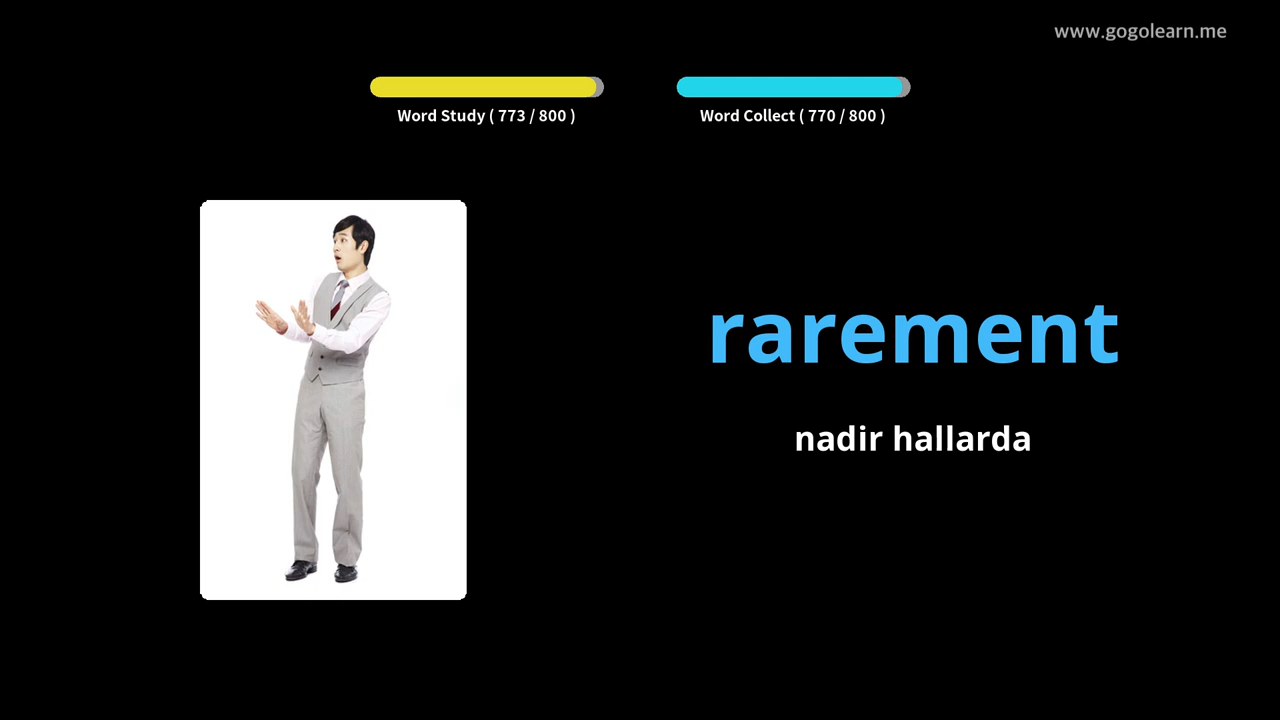 www.gogolearn.me
Word Study ( 773 / 800 )
Word Collect ( 770 / 800 )
rarement
nadir hallarda